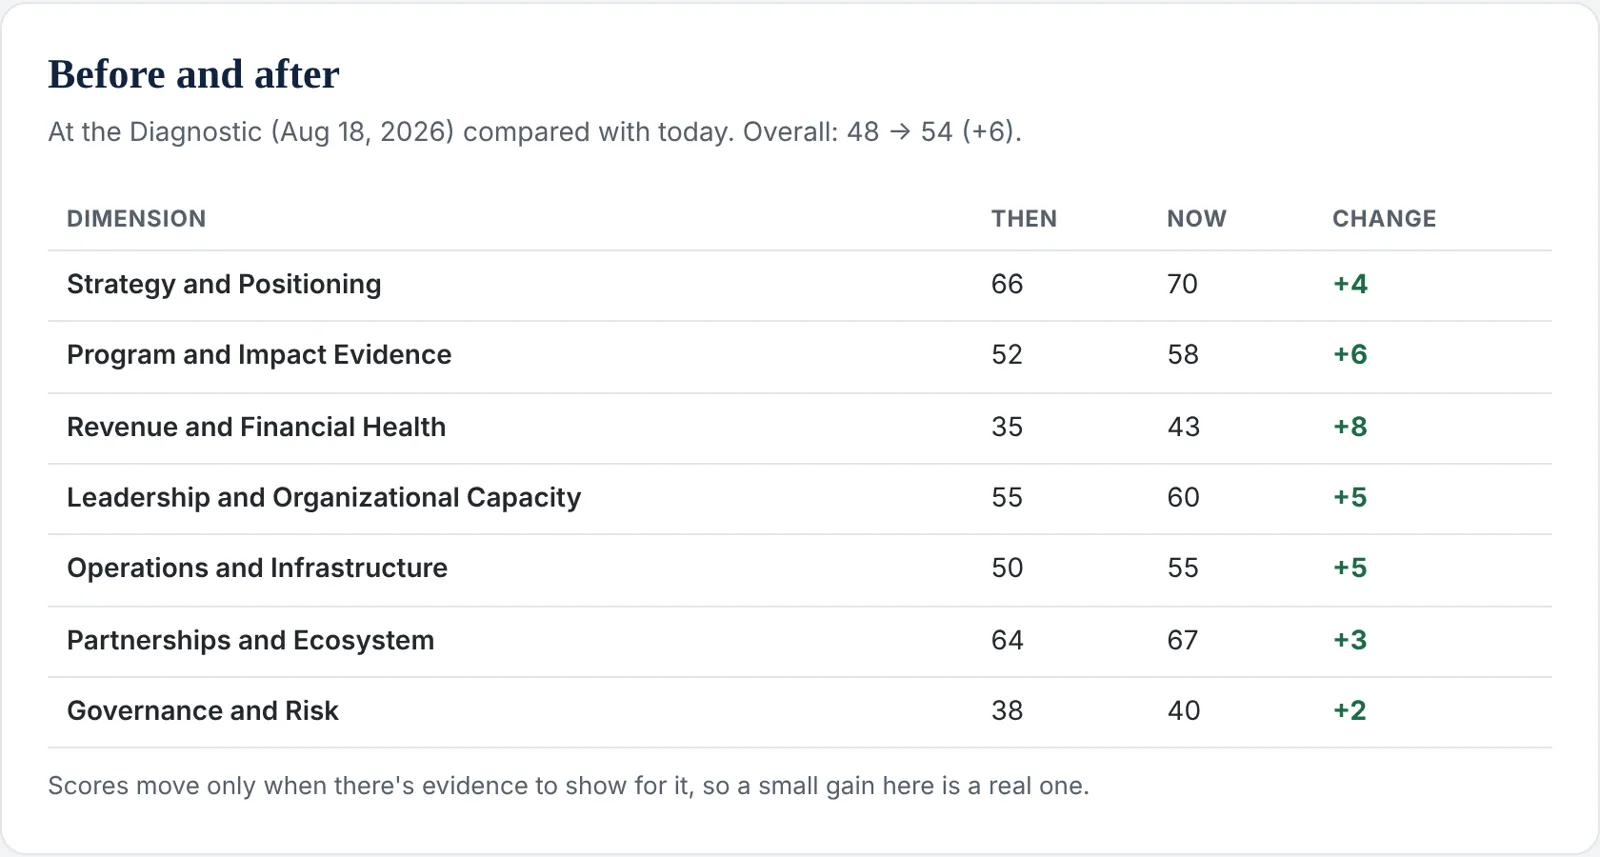 Before and after
At the Diagnostic (Aug 18, 2026) compared with today. Overall: 48 → 54 (+6).
DIMENSION THEN NOW CHANGE
Strategy and Positioning 66 70 +4
Program and Impact Evidence 52 58 +6
Revenue and Financial Health 35 43 +8
Leadership and Organizational Capacity 55 60 +5
Operations and Infrastructure 50 55 +5
Partnerships and Ecosystem 64 67 +3
Governance and Risk 38 40 +2
Scores move only when there's evidence to show for it, so a small gain here is a real one.